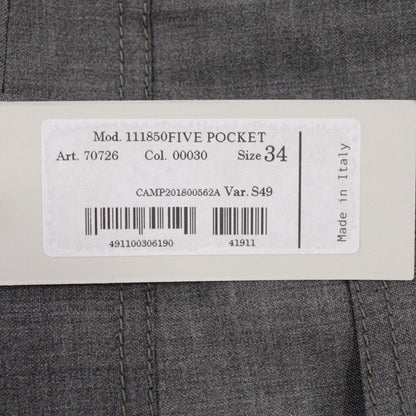 Mod. 111850FIVE POCKET
Art. 70726 Col. 00030 Size 34
CAMP201800562A Var. S49
491100306190 41911
Made in Italy